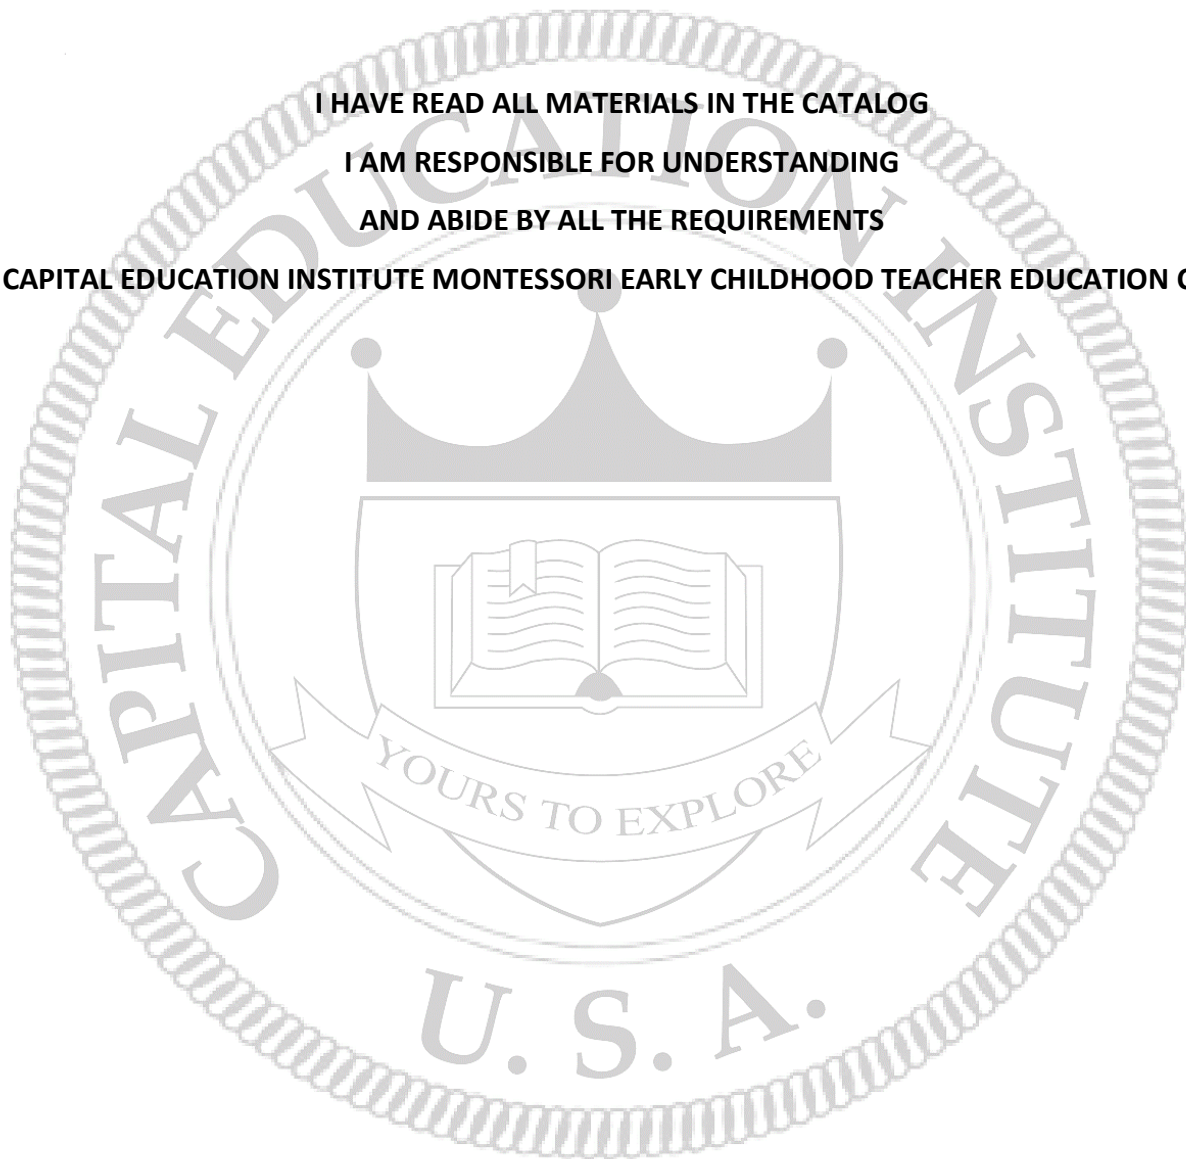 I HAVE READ ALL MATERIALS IN THE CATALOG
I AM RESPONSIBLE FOR UNDERSTANDING
AND ABIDE BY ALL THE REQUIREMENTS
CAPITAL EDUCATION INSTITUTE MONTESSORI EARLY CHILDHOOD TEACHER EDUCATION
CAPITAL EDUCATION INSTITUTE
YOURS TO EXPLORE
U. S. A.